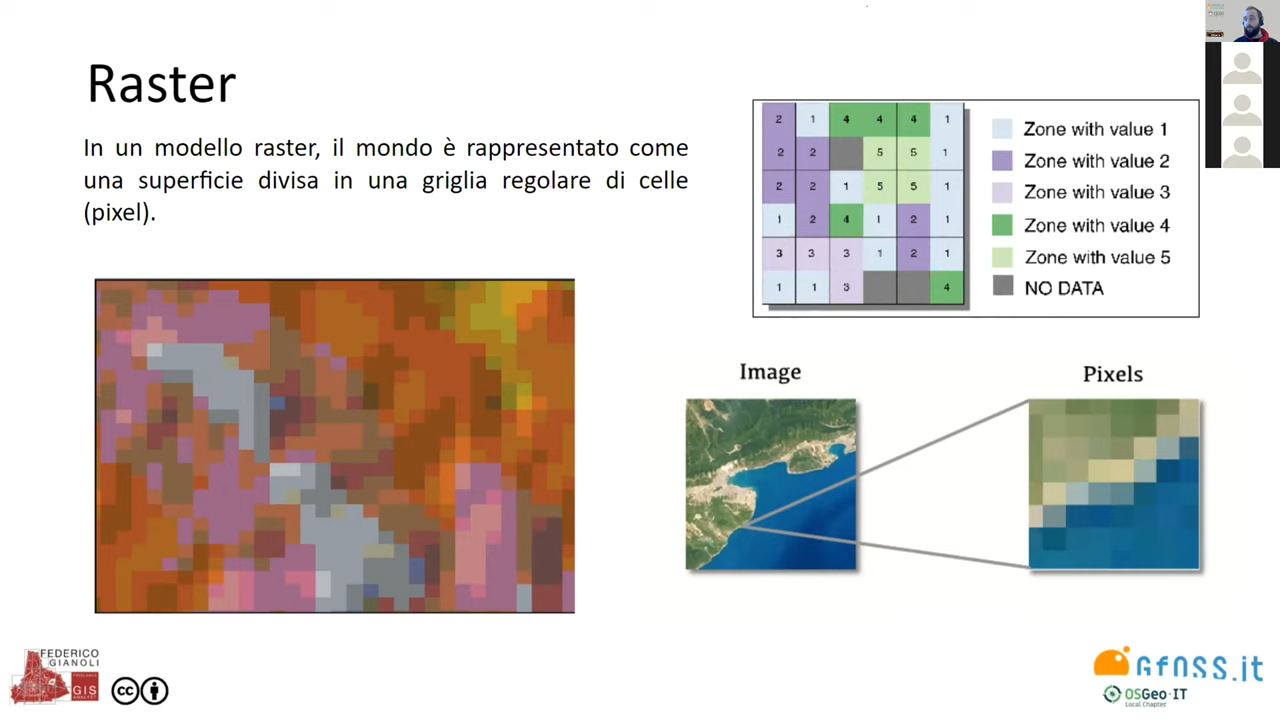 Raster
In un modello raster, il mondo è rappresentato come
una superficie divisa in una griglia regolare di celle
(pixel).
2 1 4 4 4 1
2 2 5 5 1
2 2 1 5 5 1
1 2 4 1 2 1
3 3 3 1 2 1
1 1 3 4
Zone with value 1
Zone with value 2
Zone with value 3
Zone with value 4
Zone with value 5
NO DATA
Image
Pixels
FEDERICO
GIANOLI
GIS
cc
GFOSS.it
OSGeo·IT
Local Chapter